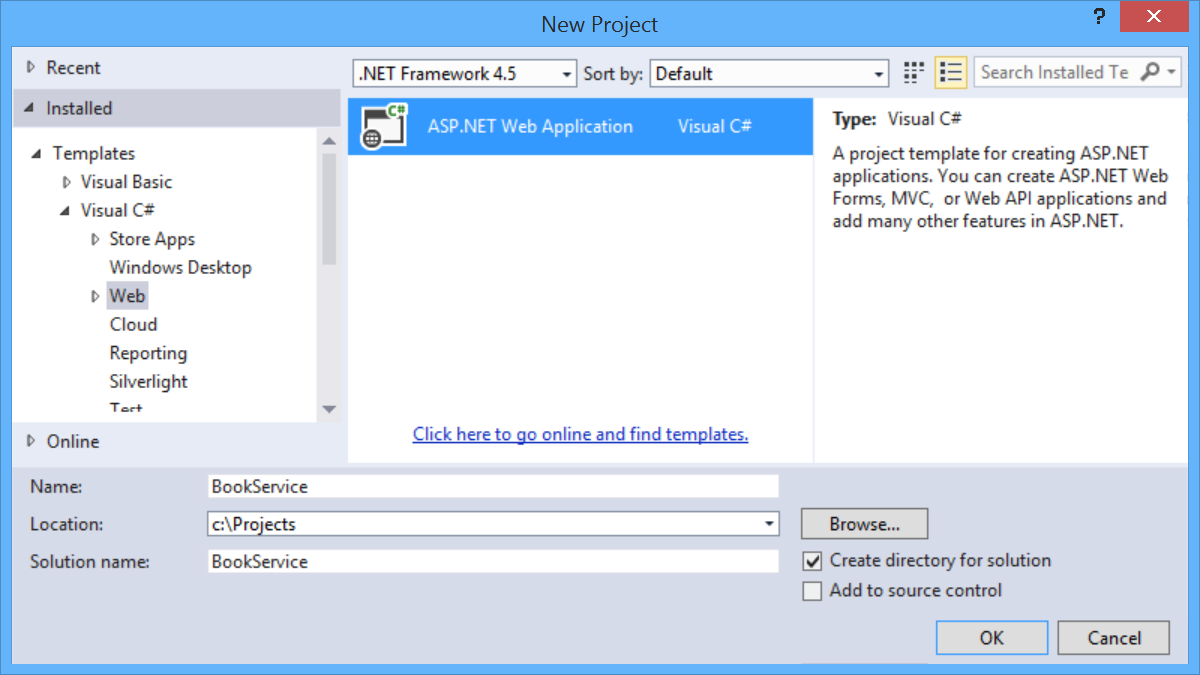 New Project
?
Recent
Installed
Templates
Visual Basic
Visual C#
Store Apps
Windows Desktop
Web
Cloud
Reporting
Silverlight
Test
Online
.NET Framework 4.5
Sort by:
Default
Search Installed Te
C#
ASP.NET Web Application Visual C#
Click here to go online and find templates.
Type: Visual C#
A project template for creating ASP.NET
applications. You can create ASP.NET Web
Forms, MVC, or Web API applications and
add many other features in ASP.NET.
Name: BookService
Location: c:\Projects
Browse...
Solution name: BookService
Create directory for solution
Add to source control
OK
Cancel